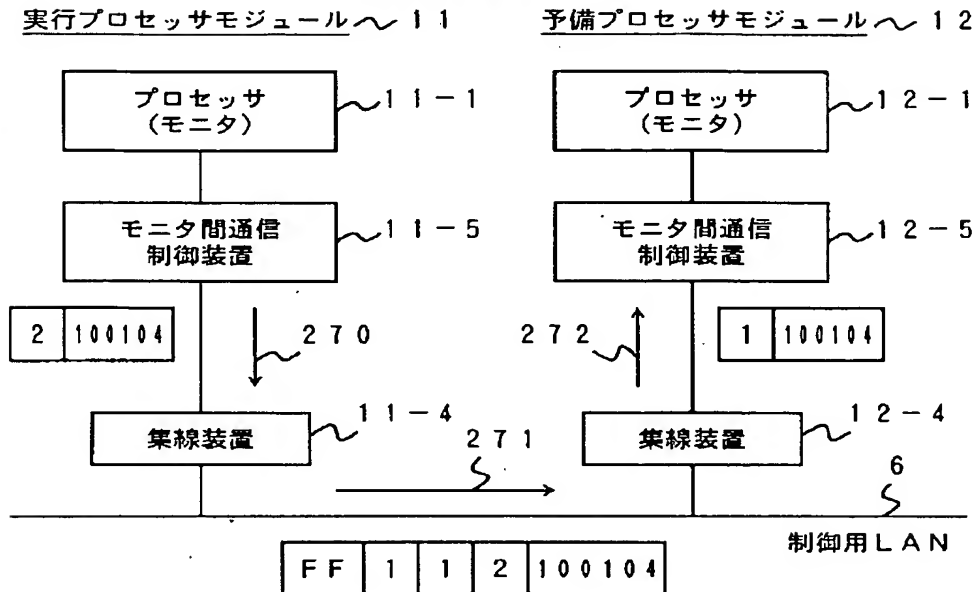 実行プロセッサモジュール 11 予備プロセッサモジュール 12
プロセッサ
(モニタ)
11-1
プロセッサ
(モニタ)
12-1
モニタ間通信
制御装置
11-5
モニタ間通信
制御装置
12-5
2 100104
270
272
1 100104
集線装置
11-4
271
集線装置
12-4
6
制御用LAN
FF 1 1 2 100104